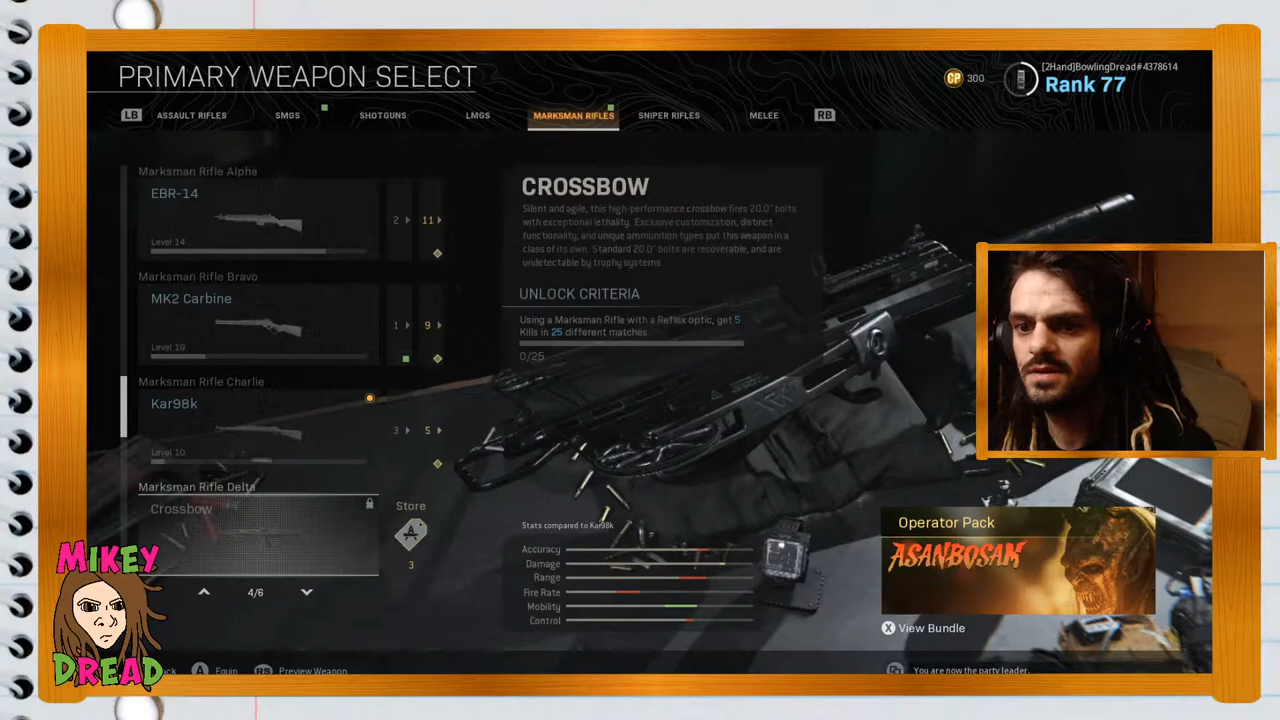 PRIMARY WEAPON SELECT
CP 300
[2Hand]BowlingDread#4378614
Rank 77
LB ASSAULT RIFLES SMGS SHOTGUNS LMGS MARKSMAN RIFLES SNIPER RIFLES MELEE RB
Marksman Rifle Alpha
EBR-14
2 11
Level 14
Marksman Rifle Bravo
MK2 Carbine
1 9
Level 19
Marksman Rifle Charlie
Kar98k
3 5
Level 10
Marksman Rifle Delta
Crossbow
Store
3
4/6
CROSSBOW
Silent and agile, this high-performance crossbow fires 20.0" bolts
with exceptional lethality. Exclusive customization, distinct
functionality, and unique ammunition types put this weapon in a
class of its own. Standard 20.0" bolts are recoverable, and are
undetectable by trophy systems.
UNLOCK CRITERIA
Using a Marksman Rifle with a Reflex optic, get 5
Kills in 25 different matches
0/25
Stats compared to Kar98k
Accuracy
Damage
Range
Fire Rate
Mobility
Control
Operator Pack
ASANBOSAM
X View Bundle
MIKEY
DREAD
A Equip RS Preview Weapon
You are now the party leader.